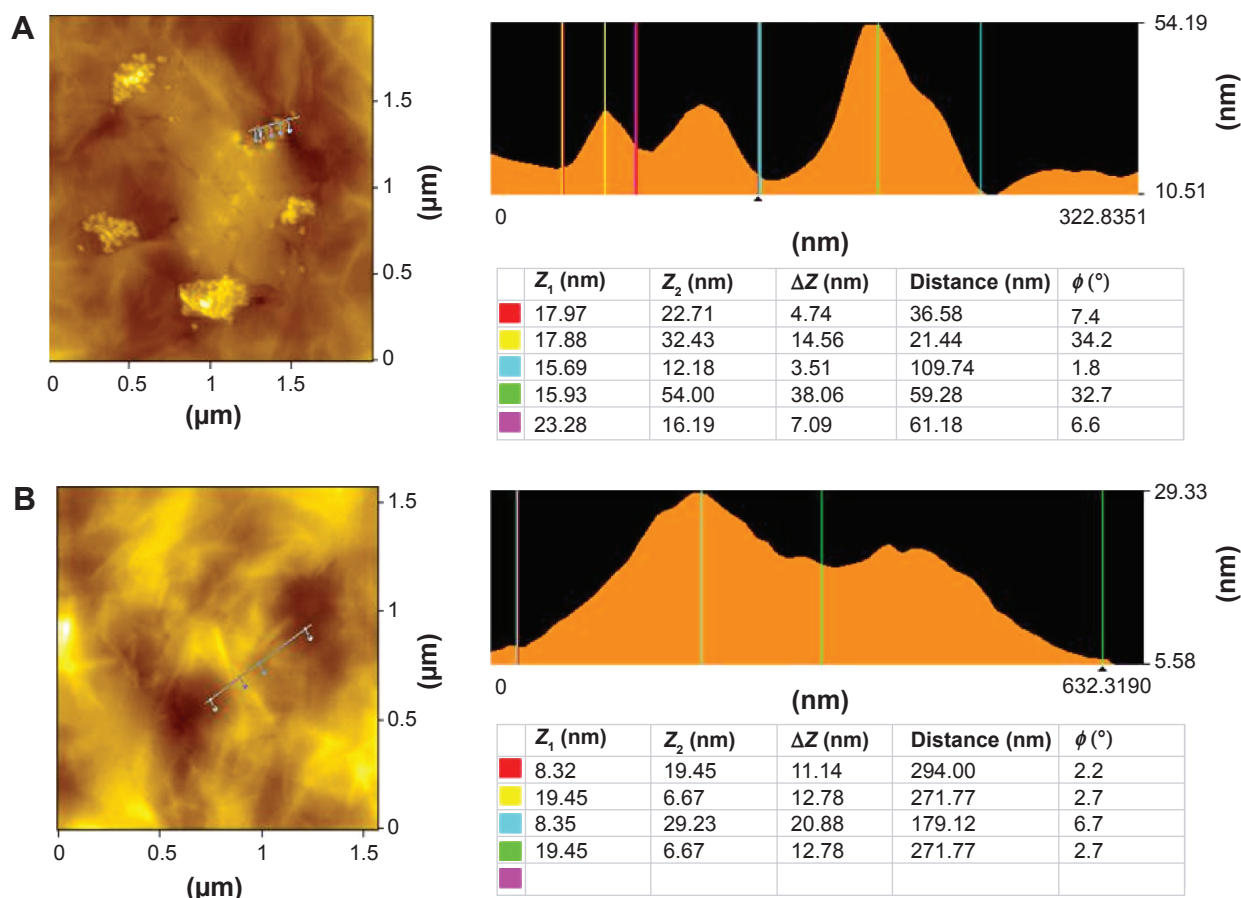 A
1.5
1
0.5
0
(µm)
0 0.5 1 1.5
(µm)
54.19
(nm)
10.51
0 322.8351
(nm)
Z1 (nm) Z2 (nm) ΔZ (nm) Distance (nm) ϕ (°)
17.97 22.71 4.74 36.58 7.4
17.88 32.43 14.56 21.44 34.2
15.69 12.18 3.51 109.74 1.8
15.93 54.00 38.06 59.28 32.7
23.28 16.19 7.09 61.18 6.6
B
1.5
1
0.5
0
(µm)
0 0.5 1 1.5
(µm)
29.33
(nm)
5.58
0 632.3190
(nm)
Z1 (nm) Z2 (nm) ΔZ (nm) Distance (nm) ϕ (°)
8.32 19.45 11.14 294.00 2.2
19.45 6.67 12.78 271.77 2.7
8.35 29.23 20.88 179.12 6.7
19.45 6.67 12.78 271.77 2.7